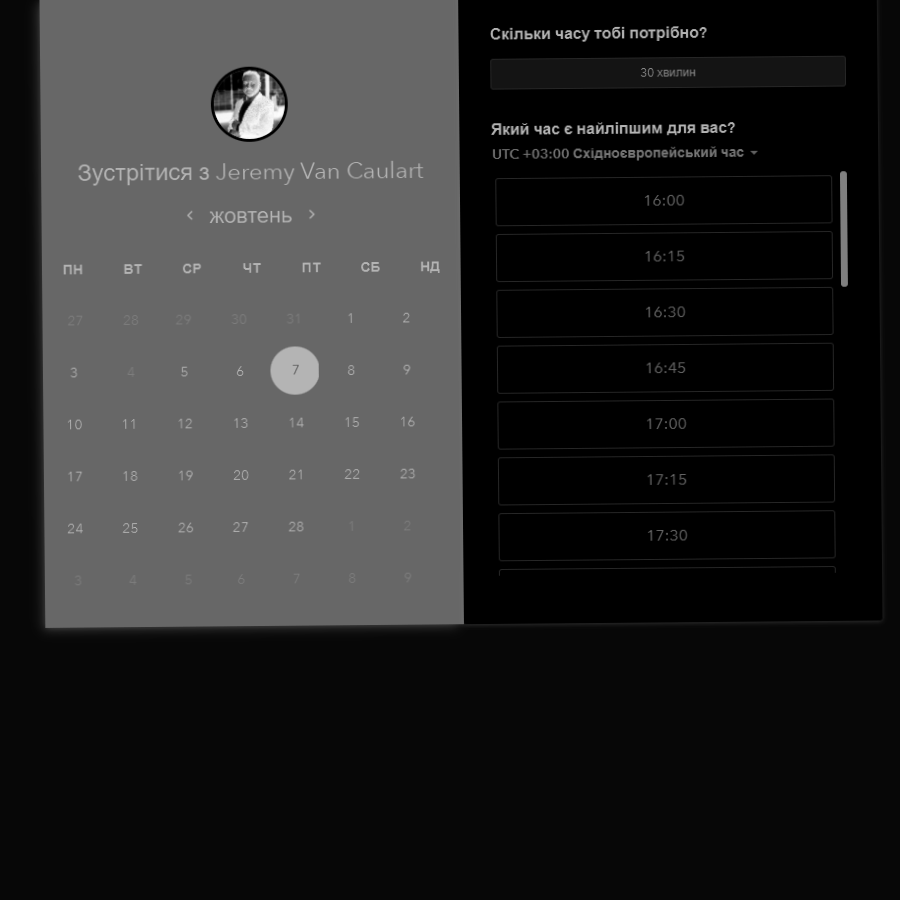 Зустрітися з Jeremy Van Caulart
‹ жовтень ›
ПН ВТ СР ЧТ ПТ СБ НД
27 28 29 30 31 1 2
3 4 5 6 7 8 9
10 11 12 13 14 15 16
17 18 19 20 21 22 23
24 25 26 27 28 1 2
3 4 5 6 7 8 9
Скільки часу тобі потрібно?
30 хвилин
Який час є найліпшим для вас?
UTC +03:00 Східноєвропейський час
16:00
16:15
16:30
16:45
17:00
17:15
17:30